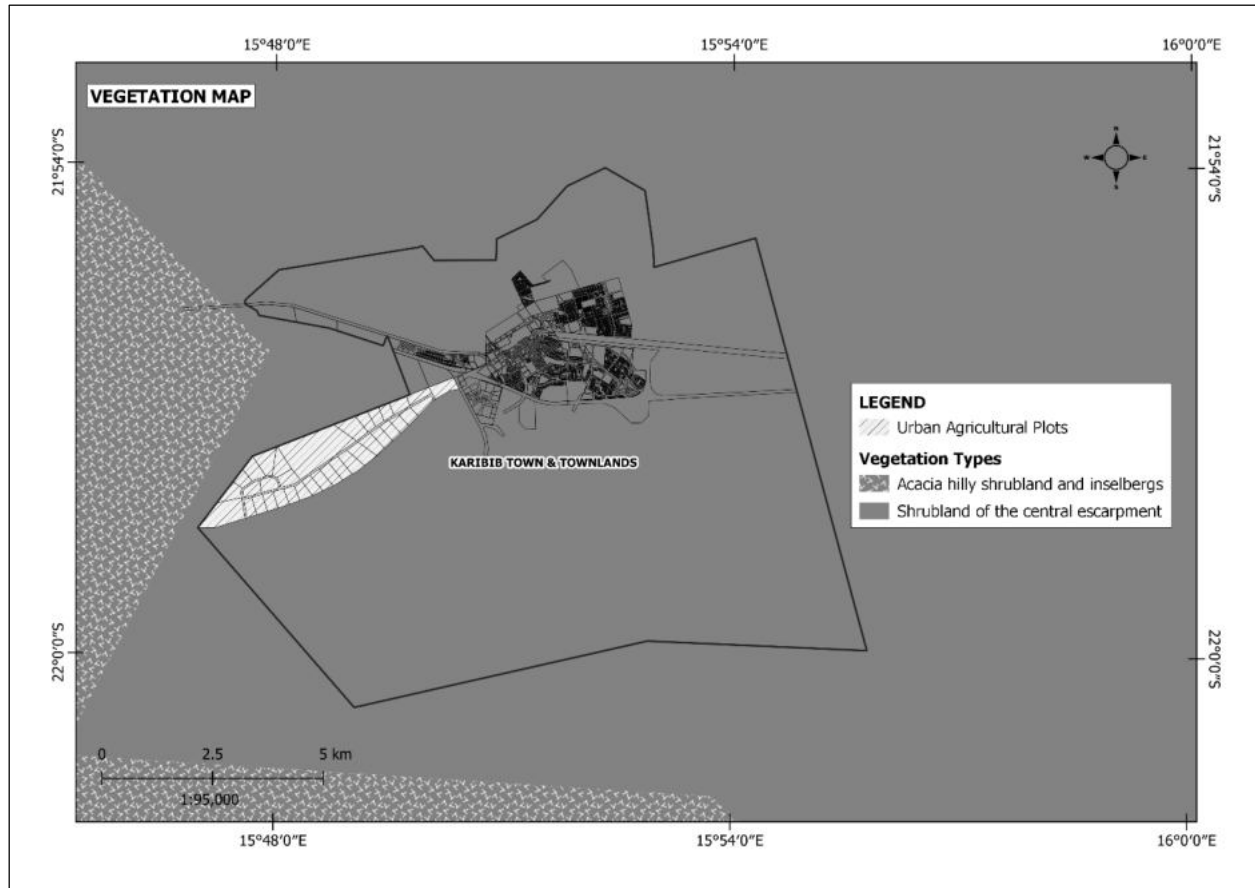 15°48′0″E
15°54′0″E
16°0′0″E
VEGETATION MAP
N
W
E
S
21°54′0″S
21°54′0″S
LEGEND
Urban Agricultural Plots
Vegetation Types
Acacia hilly shrubland and inselbergs
Shrubland of the central escarpment
KARIBIB TOWN & TOWNLANDS
22°0′0″S
22°0′0″S
0
2.5
5 km
1:95,000
15°48′0″E
15°54′0″E
16°0′0″E